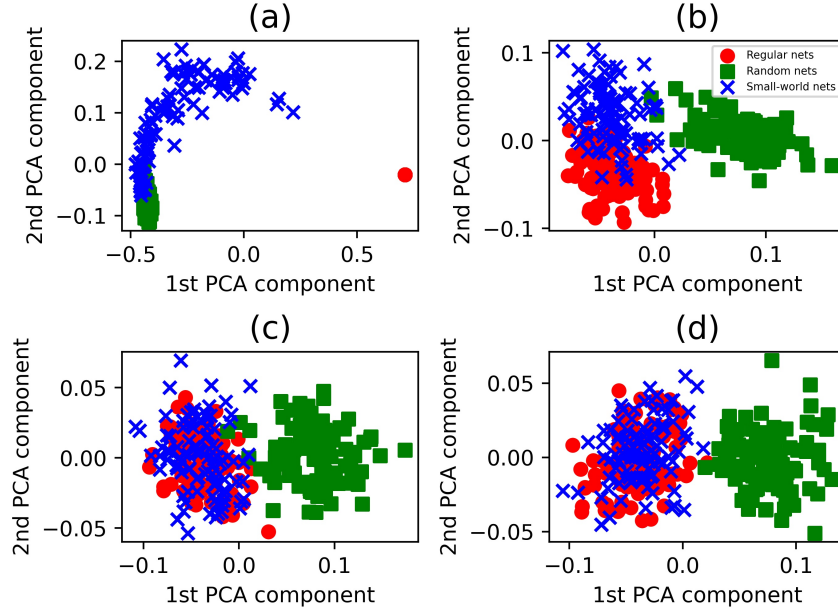 (a)
2nd PCA component
0.2
0.1
0.0
−0.1
−0.5
0.0
0.5
1st PCA component
(b)
2nd PCA component
0.1
0.0
−0.1
0.0
0.1
1st PCA component
Regular nets
Random nets
Small-world nets
(c)
2nd PCA component
0.05
0.00
−0.05
−0.1
0.0
0.1
1st PCA component
(d)
2nd PCA component
0.05
0.00
−0.05
−0.1
0.0
0.1
1st PCA component